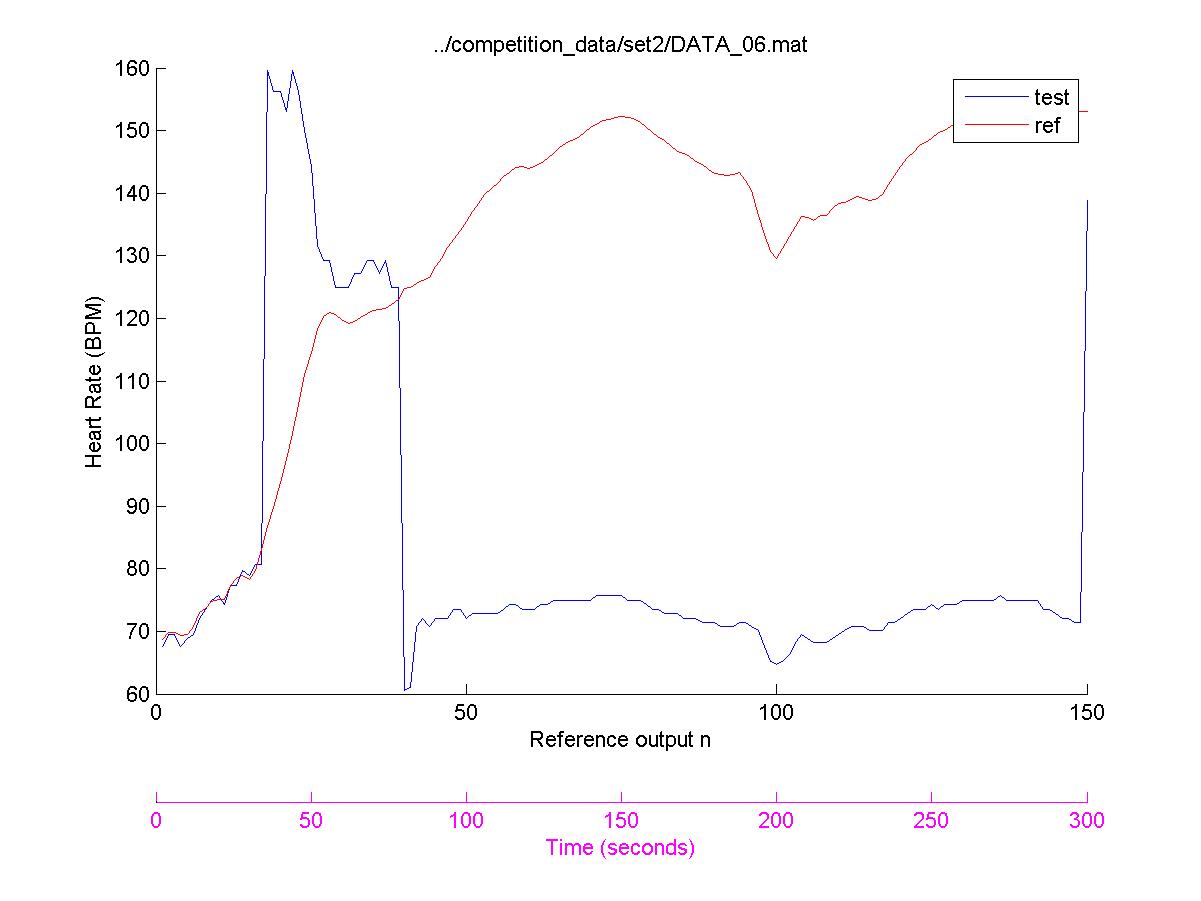 ../competition_data/set2/DATA_06.mat
160
150
140
130
120
110
100
90
80
70
60
Heart Rate (BPM)
test
ref
0 50 100 150
Reference output n
0 50 100 150 200 250 300
Time (seconds)